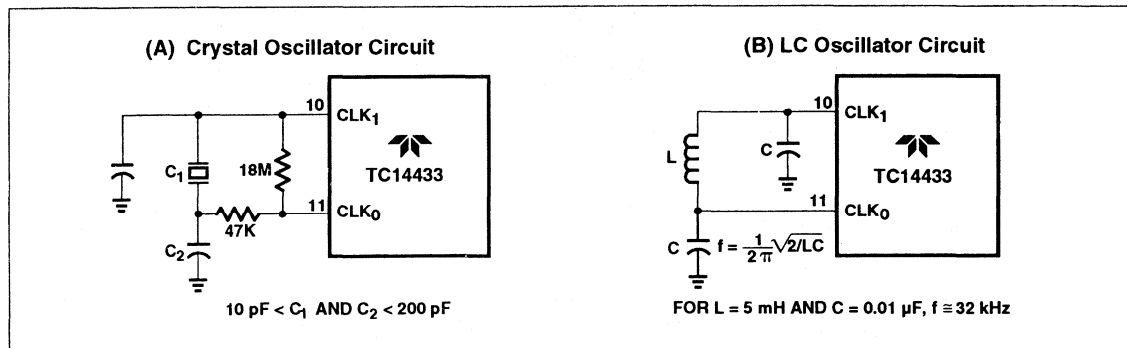 (A) Crystal Oscillator Circuit
10
CLK1
C1
18M
TC14433
11
CLK0
47K
C2
10 pF < C1 AND C2 < 200 pF
(B) LC Oscillator Circuit
10
CLK1
L
C
TC14433
11
CLK0
C
f = 1/2π √2/LC
FOR L = 5 mH AND C = 0.01 µF, f ≅ 32 kHz